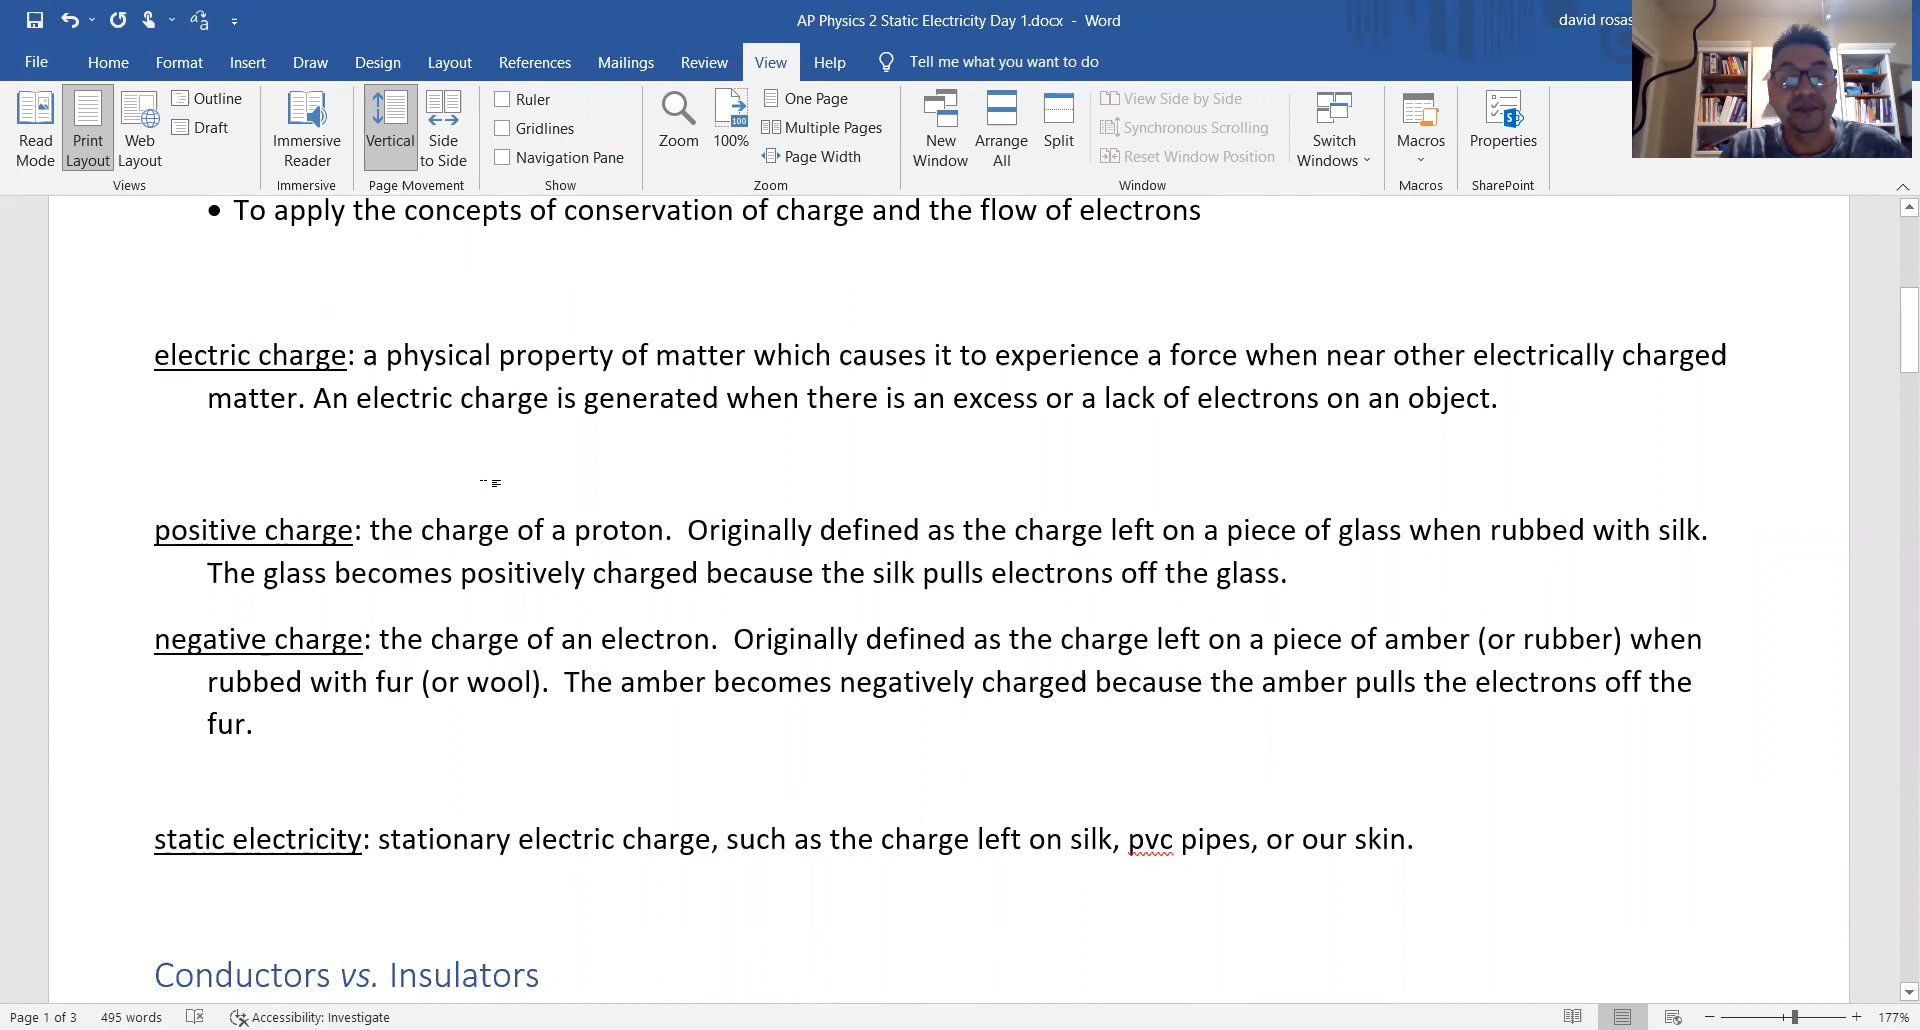 AP Physics 2 Static Electricity Day 1.docx - Word
david rosas
File Home Format Insert Draw Design Layout References Mailings Review View Help Tell me what you want to do
Read Mode
Print Layout
Web Layout
Outline
Draft
Views
Immersive Reader
Immersive
Vertical
Side to Side
Page Movement
Ruler
Gridlines
Navigation Pane
Show
Zoom
100
100%
One Page
Multiple Pages
Page Width
Zoom
New Window
Arrange All
Split
View Side by Side
Synchronous Scrolling
Reset Window Position
Switch Windows
Window
Macros
Macros
Properties
SharePoint
• To apply the concepts of conservation of charge and the flow of electrons
electric charge: a physical property of matter which causes it to experience a force when near other electrically charged
matter. An electric charge is generated when there is an excess or a lack of electrons on an object.
positive charge: the charge of a proton.  Originally defined as the charge left on a piece of glass when rubbed with silk.
The glass becomes positively charged because the silk pulls electrons off the glass.
negative charge: the charge of an electron.  Originally defined as the charge left on a piece of amber (or rubber) when
rubbed with fur (or wool).  The amber becomes negatively charged because the amber pulls the electrons off the
fur.
static electricity: stationary electric charge, such as the charge left on silk, pvc pipes, or our skin.
Conductors vs. Insulators
Page 1 of 3 495 words Accessibility: Investigate 177%